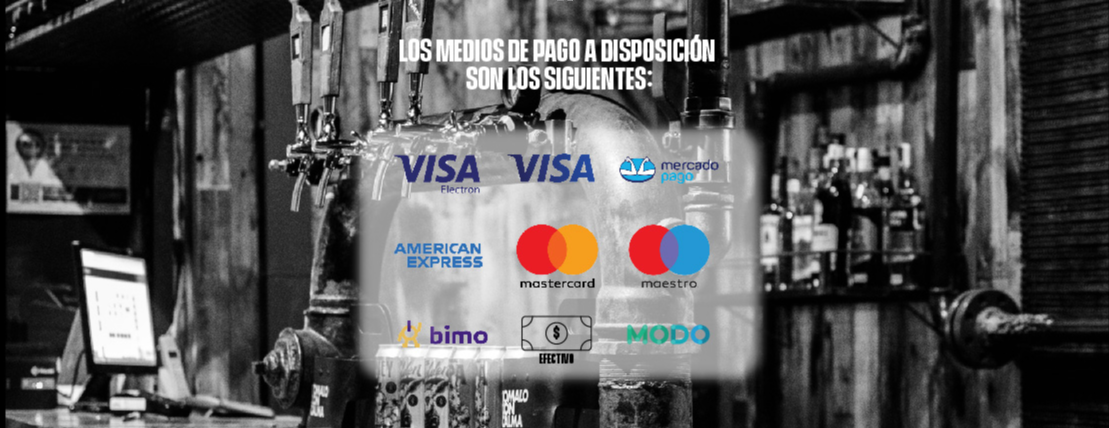 LOS MEDIOS DE PAGO A DISPOSICIÓN
SON LOS SIGUIENTES:
VISA
Electron
VISA
mercado
pago
AMERICAN
EXPRESS
mastercard
maestro
bimo
$
EFECTIVO
MODO